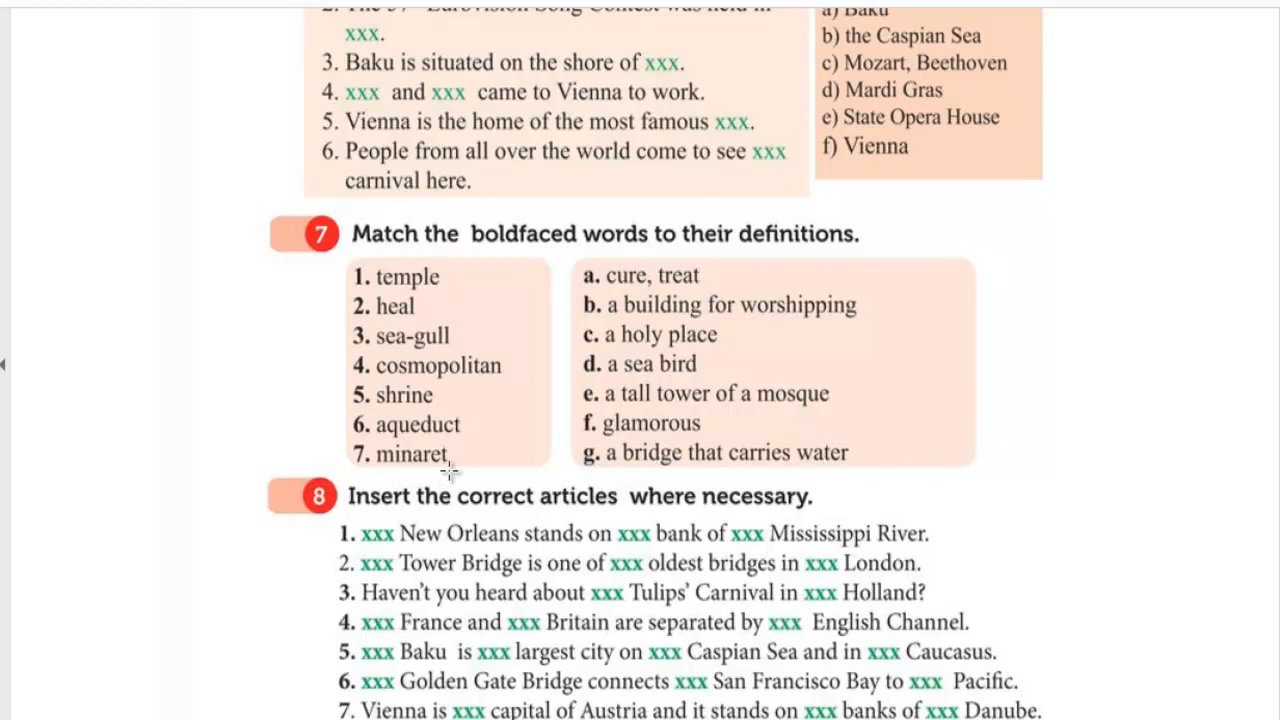 2. The 57 Eurovision Song Contest was held in
xxx.
3. Baku is situated on the shore of xxx.
4. xxx and xxx came to Vienna to work.
5. Vienna is the home of the most famous xxx.
6. People from all over the world come to see xxx
carnival here.
a) Baku
b) the Caspian Sea
c) Mozart, Beethoven
d) Mardi Gras
e) State Opera House
f) Vienna
7 Match the boldfaced words to their definitions.
1. temple
2. heal
3. sea-gull
4. cosmopolitan
5. shrine
6. aqueduct
7. minaret
a. cure, treat
b. a building for worshipping
c. a holy place
d. a sea bird
e. a tall tower of a mosque
f. glamorous
g. a bridge that carries water
8 Insert the correct articles where necessary.
1. xxx New Orleans stands on xxx bank of xxx Mississippi River.
2. xxx Tower Bridge is one of xxx oldest bridges in xxx London.
3. Haven't you heard about xxx Tulips' Carnival in xxx Holland?
4. xxx France and xxx Britain are separated by xxx English Channel.
5. xxx Baku is xxx largest city on xxx Caspian Sea and in xxx Caucasus.
6. xxx Golden Gate Bridge connects xxx San Francisco Bay to xxx Pacific.
7. Vienna is xxx capital of Austria and it stands on xxx banks of xxx Danube.